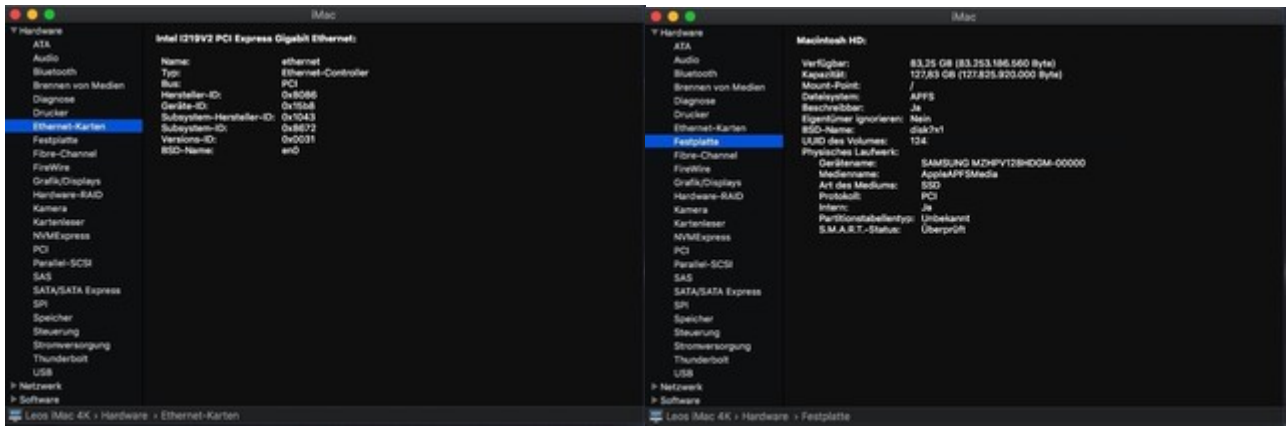 iMac
Hardware
ATA
Audio
Bluetooth
Brennen von Medien
Diagnose
Drucker
Ethernet-Karten
Festplatte
Fibre-Channel
FireWire
Grafik/Displays
Hardware-RAID
Kamera
Kartenleser
NVMExpress
PCI
Parallel-SCSI
SAS
SATA/SATA Express
SPI
Speicher
Steuerung
Stromversorgung
Thunderbolt
USB
Netzwerk
Software
Intel I219V2 PCI Express Gigabit Ethernet:
Name: ethernet
Typ: Ethernet-Controller
Bus: PCI
Hersteller-ID: 0x8086
Geräte-ID: 0x15b8
Subsystem-Hersteller-ID: 0x1043
Subsystem-ID: 0x8672
Versions-ID: 0x0031
BSD-Name: en0
Leos iMac 4K › Hardware › Ethernet-Karten
iMac
Hardware
ATA
Audio
Bluetooth
Brennen von Medien
Diagnose
Drucker
Ethernet-Karten
Festplatte
Fibre-Channel
FireWire
Grafik/Displays
Hardware-RAID
Kamera
Kartenleser
NVMExpress
PCI
Parallel-SCSI
SAS
SATA/SATA Express
SPI
Speicher
Steuerung
Stromversorgung
Thunderbolt
USB
Netzwerk
Software
Macintosh HD:
Verfügbar: 83,25 GB (83.253.186.560 Byte)
Kapazität: 127,83 GB (127.825.920.000 Byte)
Mount-Point: /
Dateisystem: APFS
Beschreibbar: Ja
Eigentümer ignorieren: Nein
BSD-Name:
UUID des Volumes: 124
Physisches Laufwerk:
Gerätename: SAMSUNG MZHPV128HDGM-00000
Medienname: AppleAPFSMedia
Art des Mediums: SSD
Protokoll: PCI
Intern: Ja
Partitionstabellentyp: Unbekannt
S.M.A.R.T.-Status: Überprüft
Leos iMac 4K › Hardware › Festplatte